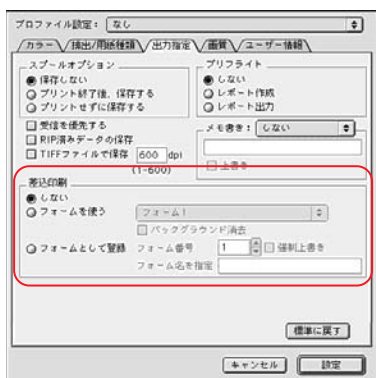 プロファイル設定： なし
カラー 排出/用紙種類 出力指定 画質 ユーザー情報
スプールオプション
保存しない
プリント終了後、保存する
プリントせずに保存する
プリフライト
しない
レポート作成
レポート出力
受信を優先する
RIP済みデータの保存
TIFFファイルで保存 600 dpi
(1-600)
メモ書き： しない
上書き
差込印刷
しない
フォームを使う フォーム1
バックグラウンド消去
フォームとして登録 フォーム番号 1 強制上書き
フォーム名を指定
標準に戻す
キャンセル 設定